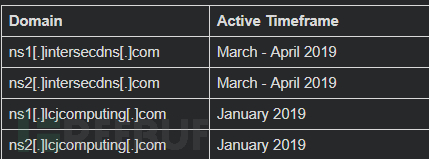 Domain Active Timeframe
ns1[.]intersecdns[.]com March - April 2019
ns2[.]intersecdns[.]com March - April 2019
ns1[.]lcjcomputing[.]com January 2019
ns2[.]lcjcomputing[.]com January 2019